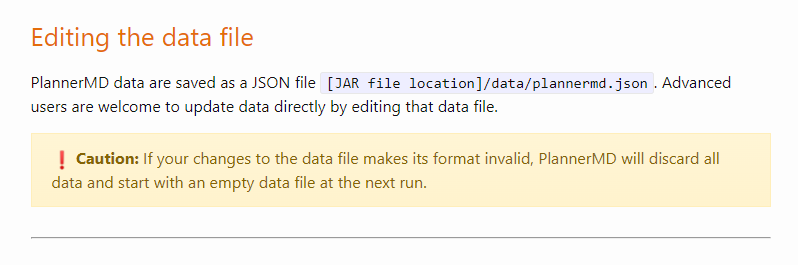 Editing the data file
PlannerMD data are saved as a JSON file [JAR file location]/data/plannermd.json. Advanced
users are welcome to update data directly by editing that data file.
❗ Caution: If your changes to the data file makes its format invalid, PlannerMD will discard all
data and start with an empty data file at the next run.